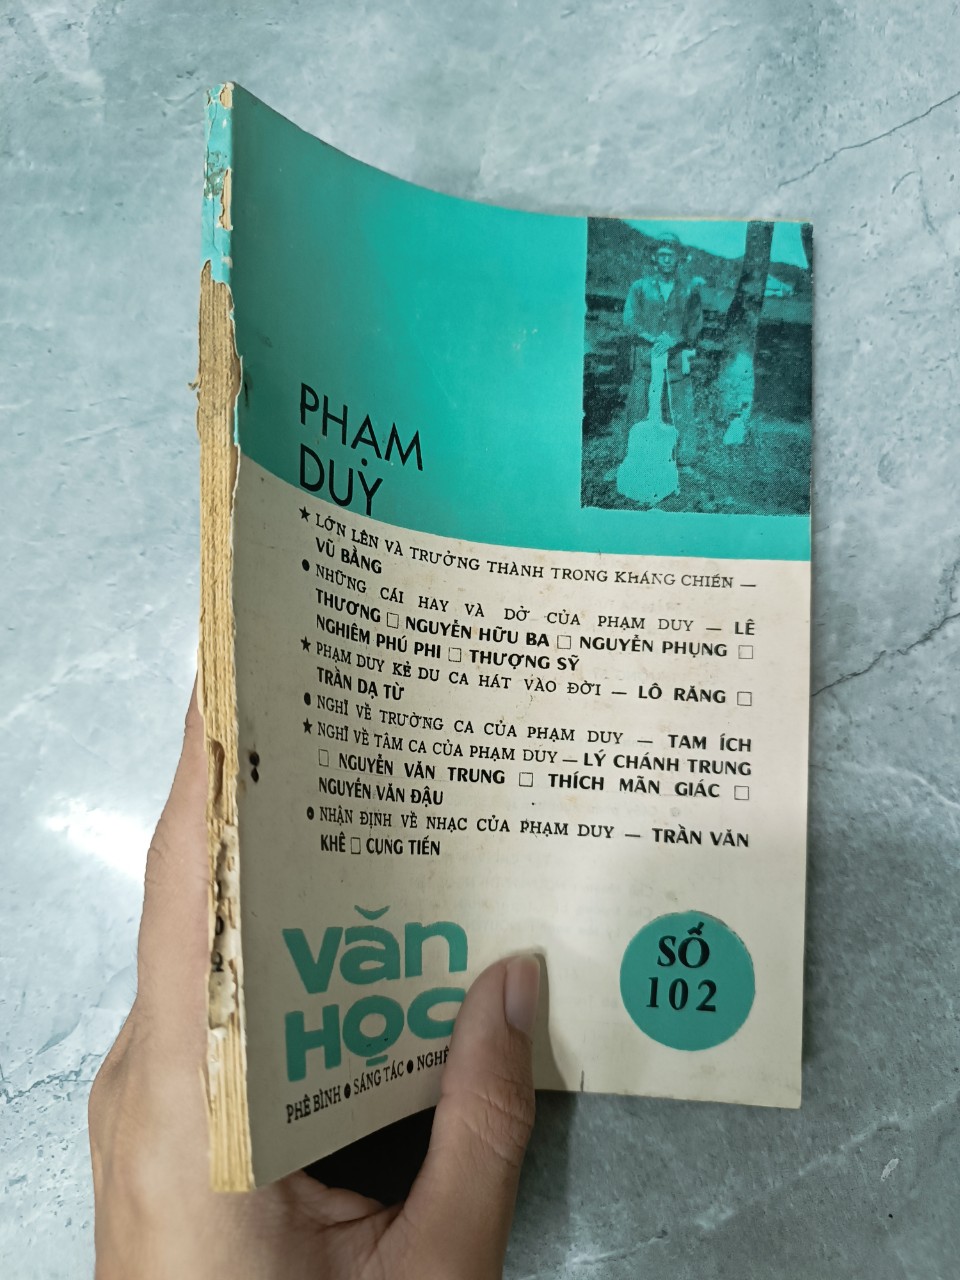 PHẠM
DUY
★ LỚN LÊN VÀ TRƯỞNG THÀNH TRONG KHÁNG CHIẾN —
VŨ BẰNG
● NHỮNG CÁI HAY VÀ DỞ CỦA PHẠM DUY — LÊ
THƯƠNG □ NGUYỄN HỮU BA □ NGUYỄN PHỤNG □
NGHIÊM PHÚ PHI □ THƯỢNG SỸ
★ PHẠM DUY KẺ DU CA HÁT VÀO ĐỜI — LÔ RĂNG □
TRẦN DẠ TỪ
● NGHĨ VỀ TRƯỜNG CA CỦA PHẠM DUY — TAM ÍCH
★ NGHĨ VỀ TÂM CA CỦA PHẠM DUY — LÝ CHÁNH TRUNG
□ NGUYỄN VĂN TRUNG □ THÍCH MÃN GIÁC □
NGUYỄN VĂN ĐẬU
● NHẬN ĐỊNH VỀ NHẠC CỦA PHẠM DUY — TRẦN VĂN
KHÊ □ CUNG TIẾN
VĂN
HỌC
SỐ
102
PHÊ BÌNH ● SÁNG TÁC ●